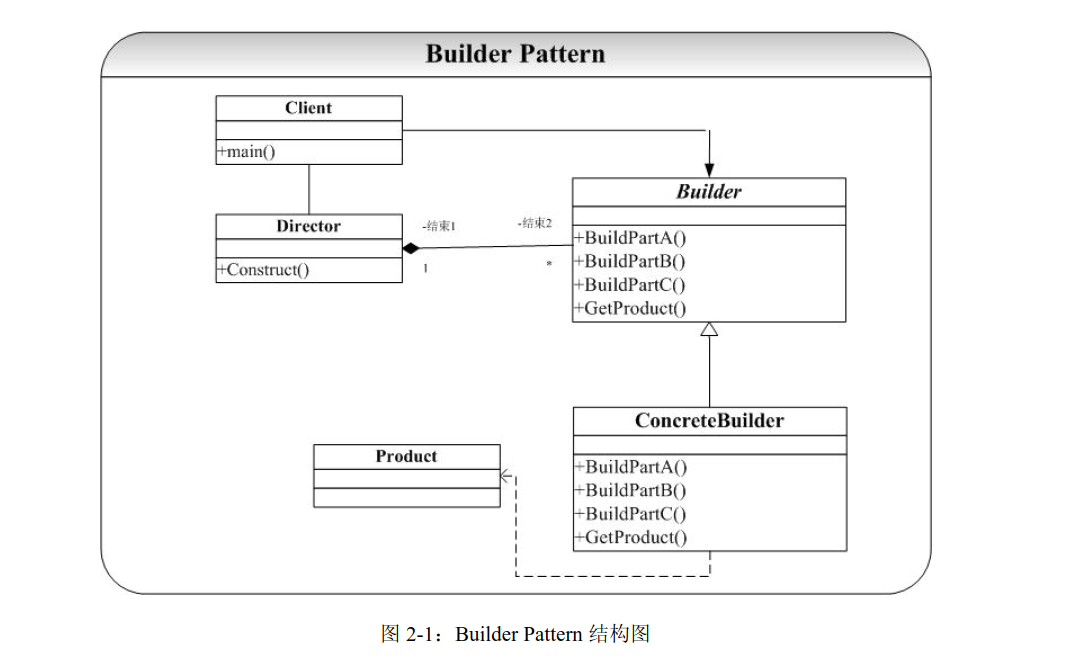 Builder Pattern
Client
+main()
Director
+Construct()
-结束1
-结束2
1
*
Builder
+BuildPartA()
+BuildPartB()
+BuildPartC()
+GetProduct()
ConcreteBuilder
+BuildPartA()
+BuildPartB()
+BuildPartC()
+GetProduct()
Product
图 2-1：Builder Pattern 结构图